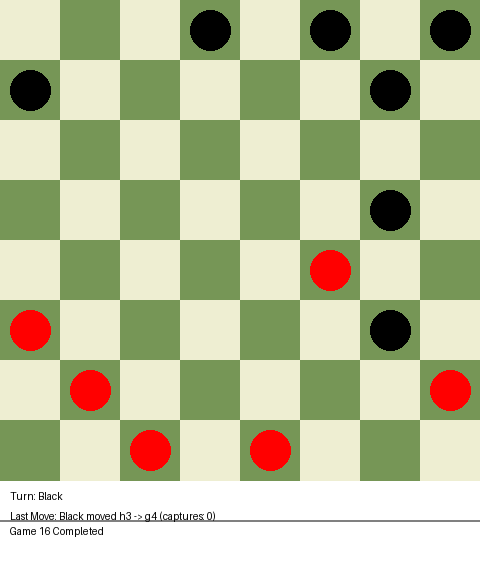 Turn: Black
Last Move: Black moved h3 -> g4 (captures: 0)
Game 16 Completed